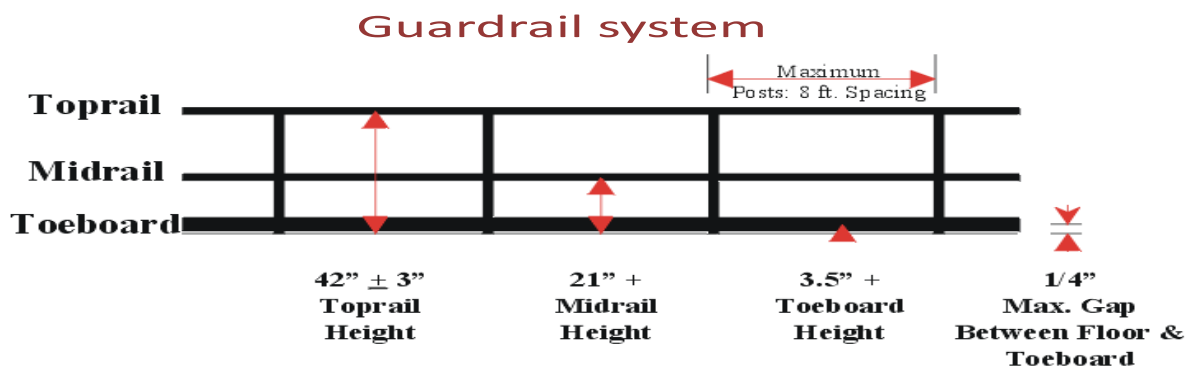 Guardrail system
Maximum
Posts: 8 ft. Spacing
Toprail
Midrail
Toeboard
42” ± 3”
Toprail
Height
21” +
Midrail
Height
3.5” +
Toeboard
Height
1/4”
Max. Gap
Between Floor &
Toeboard